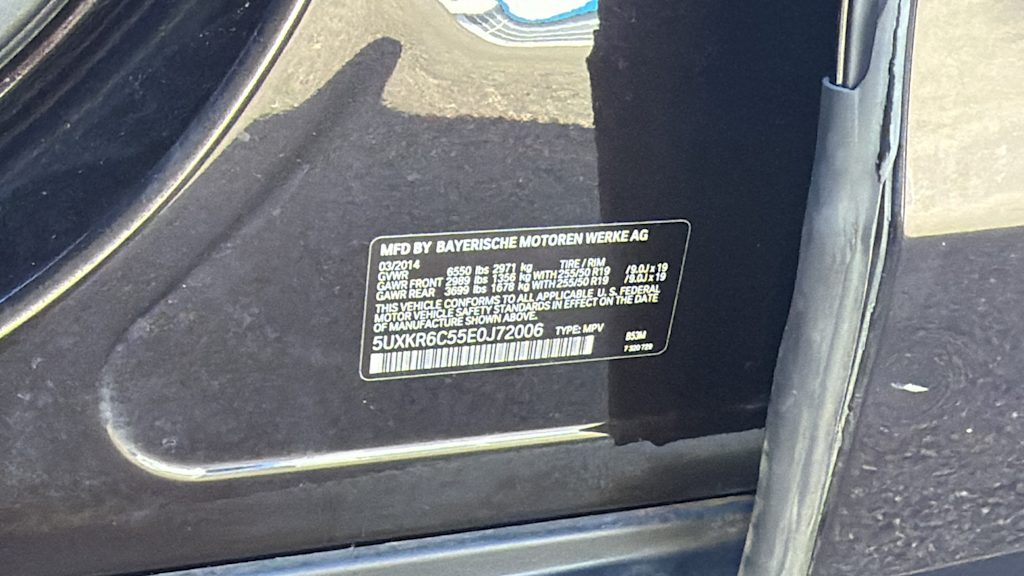 MFD BY BAYERISCHE MOTOREN WERKE AG
03/2014
GVWR 6550 lbs 2971 kg TIRE / RIM
GAWR FRONT 2989 lbs 1356 kg WITH 255/50 R19 /9.0J x 19
GAWR REAR 3699 lbs 1678 kg WITH 255/50 R19 /9.0J x 19
THIS VEHICLE CONFORMS TO ALL APPLICABLE U.S. FEDERAL
MOTOR VEHICLE SAFETY STANDARDS IN EFFECT ON THE DATE
OF MANUFACTURE SHOWN ABOVE.
5UXKR6C55E0J72006 TYPE: MPV